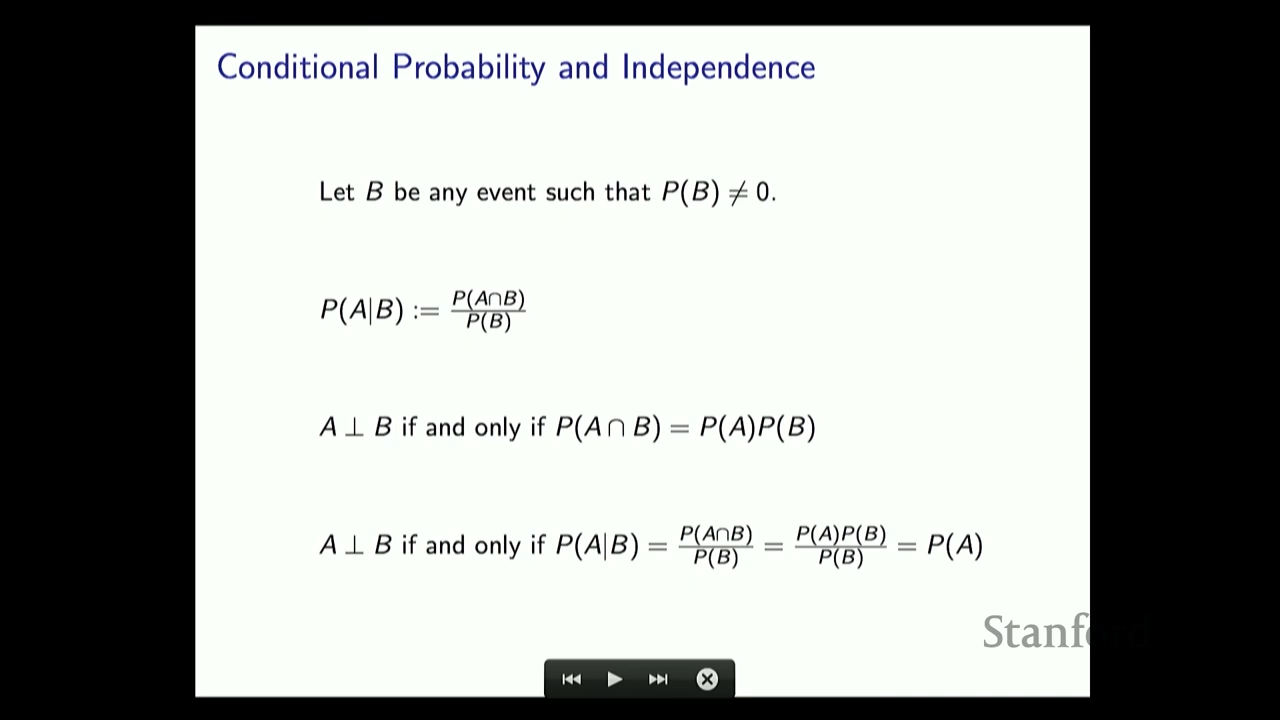 Conditional Probability and Independence
Let B be any event such that P(B) ≠ 0.
P(A|B) := P(A∩B)/P(B)
A ⊥ B if and only if P(A ∩ B) = P(A)P(B)
A ⊥ B if and only if P(A|B) = P(A∩B)/P(B) = P(A)P(B)/P(B) = P(A)
Stanford